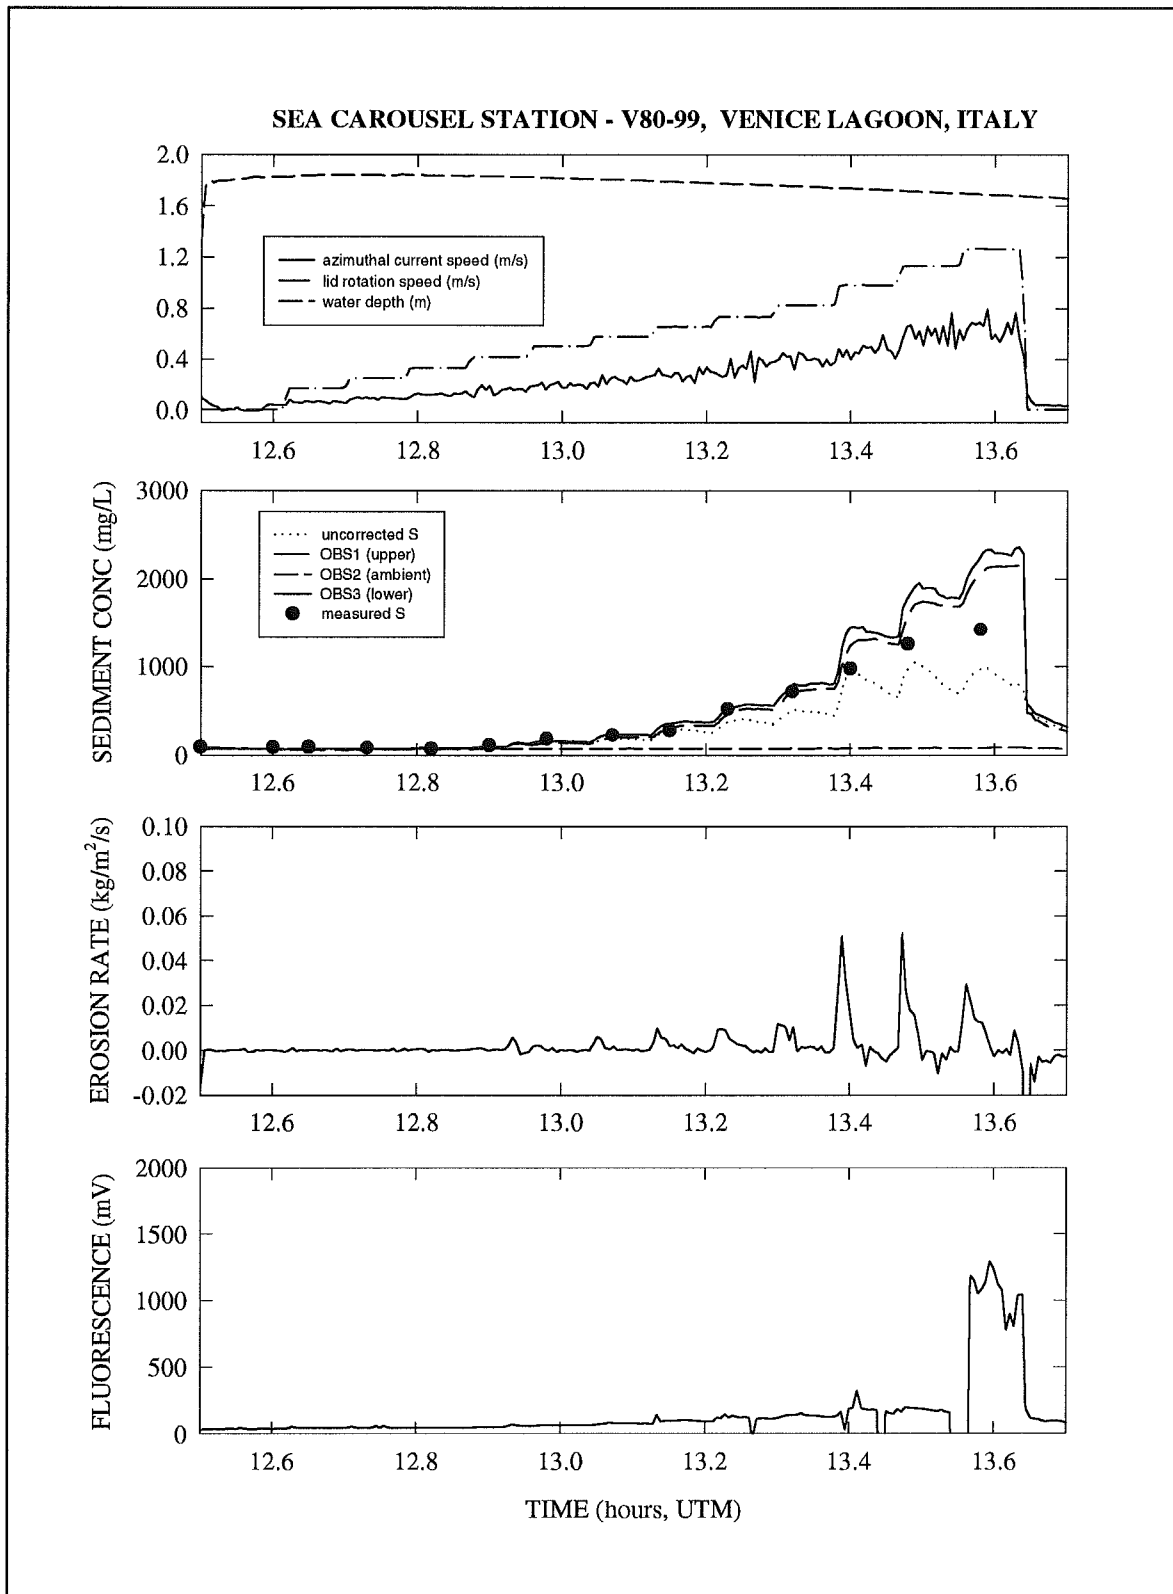 SEA CAROUSEL STATION - V80-99, VENICE LAGOON, ITALY
2.0
1.6
1.2
0.8
0.4
0.0
azimuthal current speed (m/s)
lid rotation speed (m/s)
water depth (m)
12.6 12.8 13.0 13.2 13.4 13.6
SEDIMENT CONC (mg/L)
3000
2000
1000
0
uncorrected S
OBS1 (upper)
OBS2 (ambient)
OBS3 (lower)
measured S
12.6 12.8 13.0 13.2 13.4 13.6
EROSION RATE (kg/m²/s)
0.10
0.08
0.06
0.04
0.02
0.00
-0.02
12.6 12.8 13.0 13.2 13.4 13.6
FLUORESCENCE (mV)
2000
1500
1000
500
0
12.6 12.8 13.0 13.2 13.4 13.6
TIME (hours, UTM)